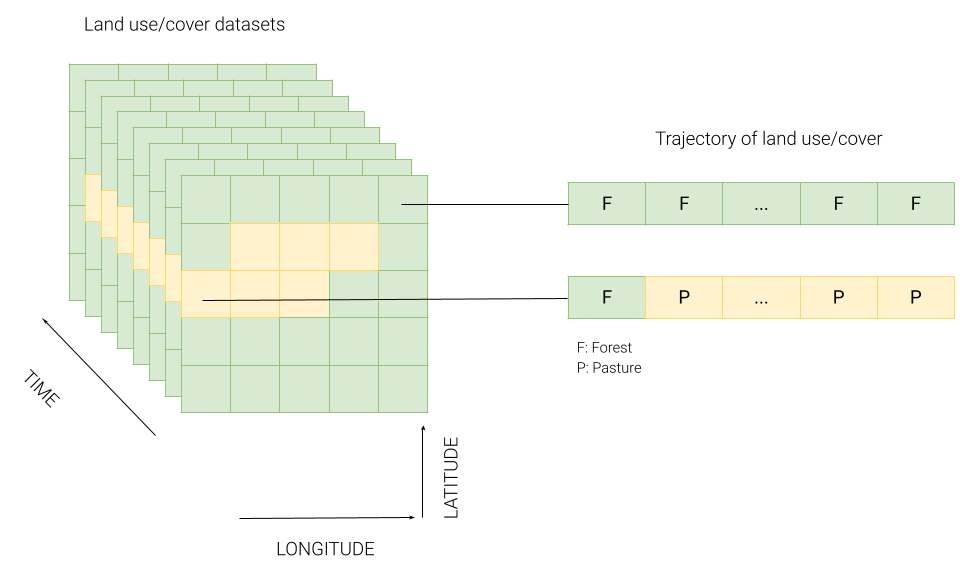 Land use/cover datasets
Trajectory of land use/cover
F F ... F F
F P ... P P
F: Forest
P: Pasture
TIME
LATITUDE
LONGITUDE